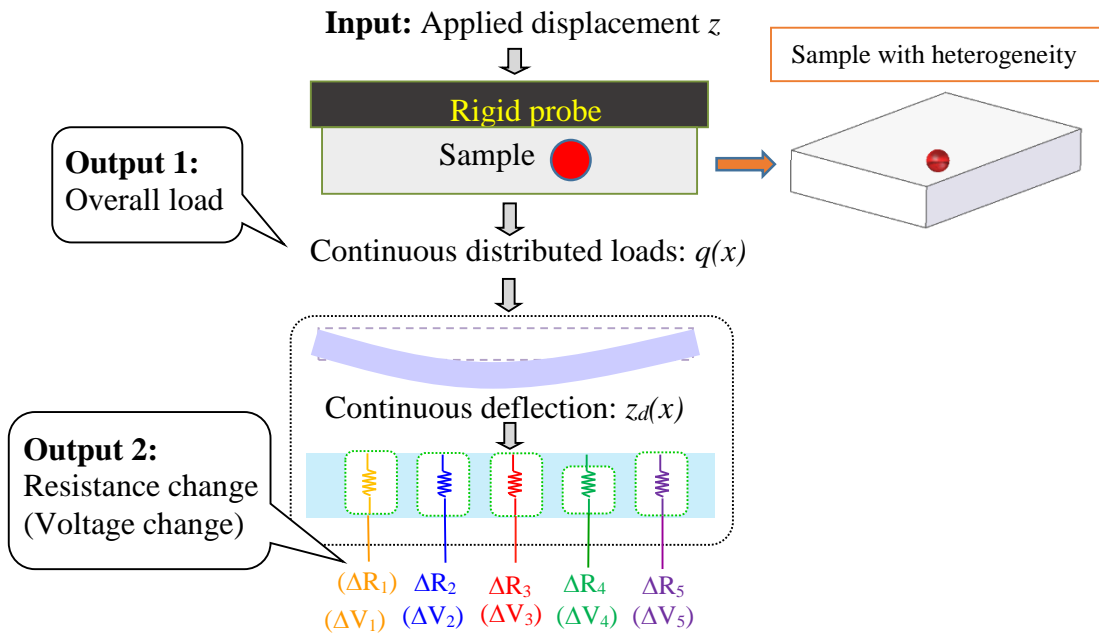 Input: Applied displacement z
Sample with heterogeneity
Rigid probe
Sample
Output 1:
Overall load
Continuous distributed loads: q(x)
Continuous deflection: z_d(x)
Output 2:
Resistance change
(Voltage change)
(ΔR₁) ΔR₂ ΔR₃ ΔR₄ ΔR₅
(ΔV₁) (ΔV₂) (ΔV₃) (ΔV₄) (ΔV₅)